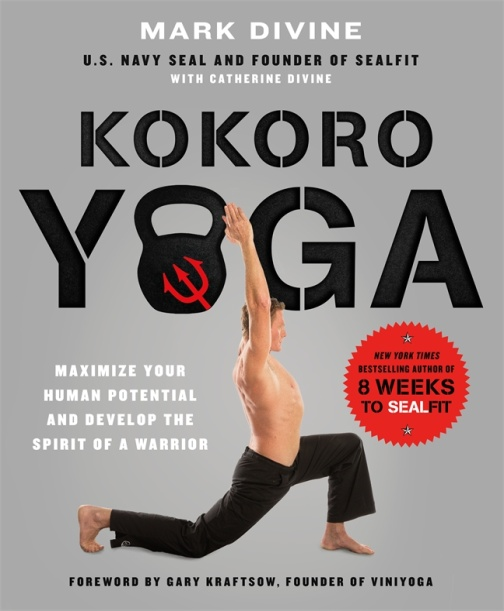 MARK DIVINE
U.S. NAVY SEAL AND FOUNDER OF SEALFIT
WITH CATHERINE DIVINE
KOKORO
YOGA
MAXIMIZE YOUR
HUMAN POTENTIAL
AND DEVELOP THE
SPIRIT OF A WARRIOR
NEW YORK TIMES
BESTSELLING AUTHOR OF
8 WEEKS
TO SEALFIT
FOREWORD BY GARY KRAFTSOW, FOUNDER OF VINIYOGA